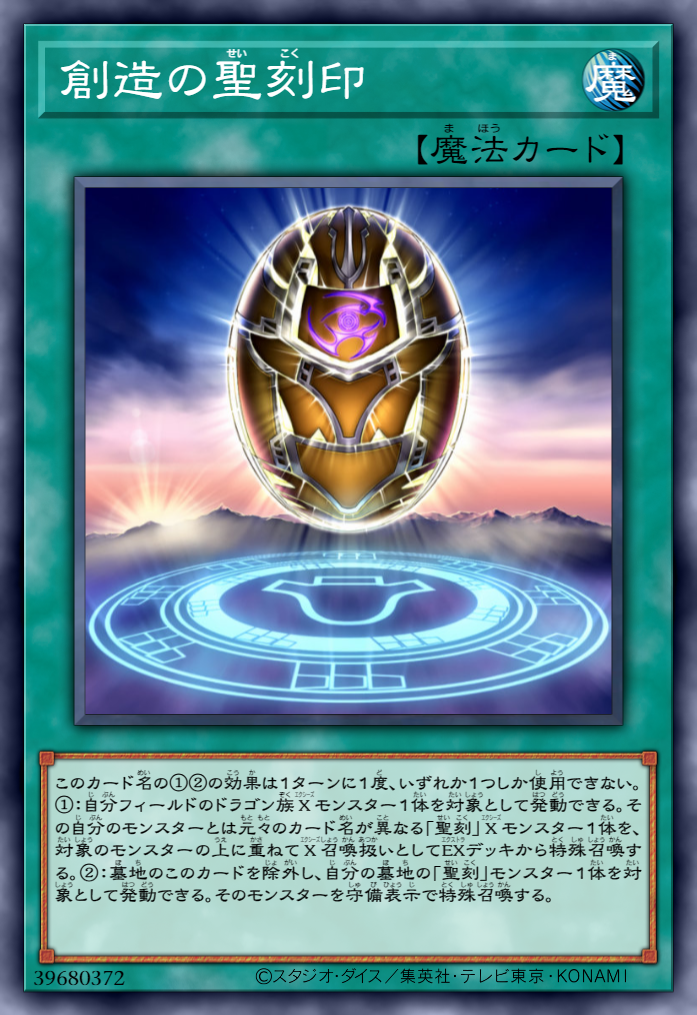 創造の聖刻印
魔
【魔法カード】
このカード名の①②の効果は1ターンに1度、いずれか1つしか使用できない。
①:自分フィールドのドラゴン族Xモンスター1体を対象として発動できる。そ
の自分のモンスターとは元々のカード名が異なる「聖刻」Xモンスター1体を、
対象のモンスターの上に重ねてX召喚扱いとしてEXデッキから特殊召喚す
る。②:墓地のこのカードを除外し、自分の墓地の「聖刻」モンスター1体を対
象として発動できる。そのモンスターを守備表示で特殊召喚する。
39680372
©スタジオ・ダイス/集英社・テレビ東京・KONAMI